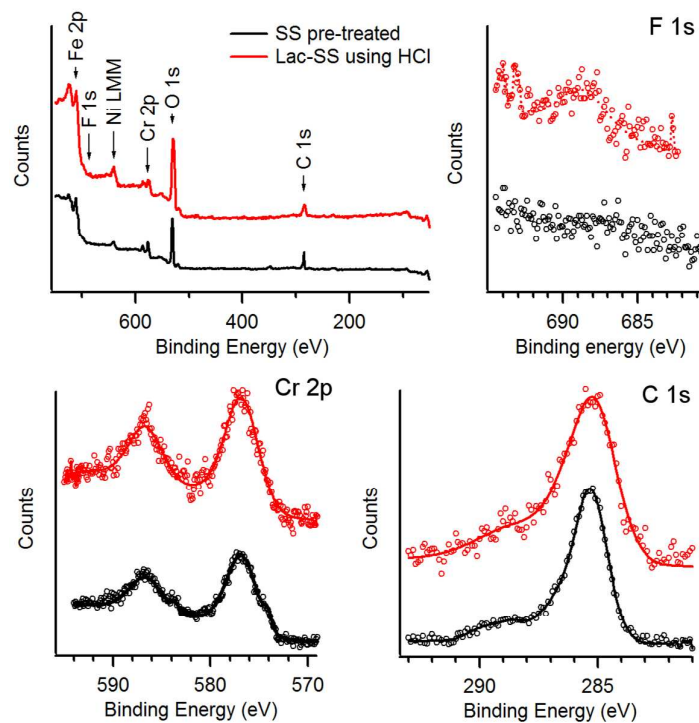 SS pre-treated
Lac-SS using HCl
Fe 2p
F 1s
Ni LMM
Cr 2p
O 1s
C 1s
Counts
600
400
200
Binding Energy (eV)
F 1s
Counts
690
685
Binding energy (eV)
Cr 2p
Counts
590
580
570
Binding Energy (eV)
C 1s
Counts
290
285
Binding Energy (eV)